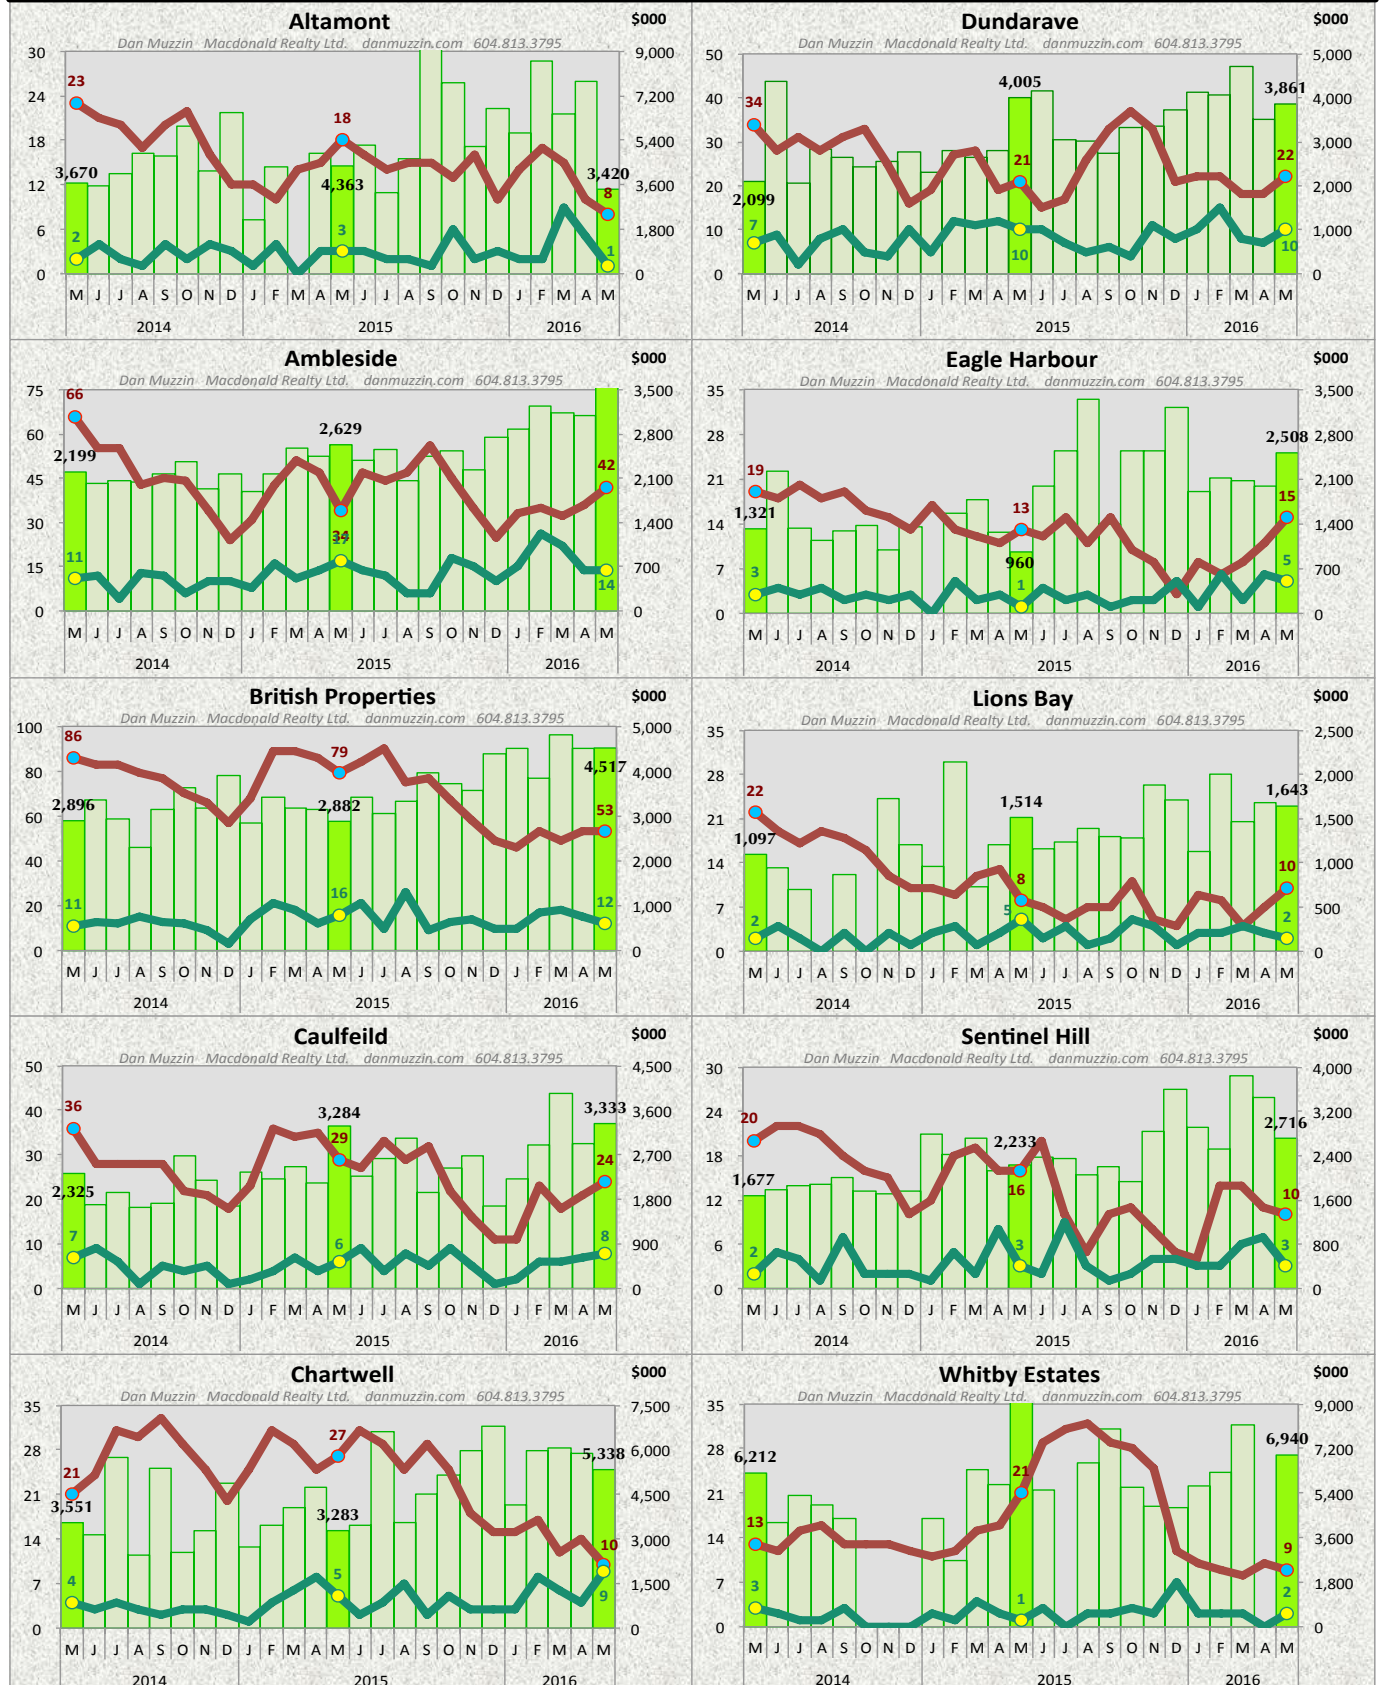 Altamont
$000
Dan Muzzin Macdonald Realty Ltd. danmuzzin.com 604.813.3795
30 24 18 12 6 0
9,000 7,200 5,400 3,600 1,800 0
23 18 8
3,670 4,363 3,420
2 3 1
M J J A S O N D J F M A M J J A S O N D J F M A M
2014 2015 2016
Dundarave
$000
Dan Muzzin Macdonald Realty Ltd. danmuzzin.com 604.813.3795
50 40 30 20 10 0
5,000 4,000 3,000 2,000 1,000 0
34 21 22
2,099 4,005 3,861
7 10 10
M J J A S O N D J F M A M J J A S O N D J F M A M
2014 2015 2016
Ambleside
$000
Dan Muzzin Macdonald Realty Ltd. danmuzzin.com 604.813.3795
75 60 45 30 15 0
3,500 2,800 2,100 1,400 700 0
66 34 42
2,199 2,629
11 17 14
M J J A S O N D J F M A M J J A S O N D J F M A M
2014 2015 2016
Eagle Harbour
$000
Dan Muzzin Macdonald Realty Ltd. danmuzzin.com 604.813.3795
35 28 21 14 7 0
3,500 2,800 2,100 1,400 700 0
19 13 15
1,321 960 2,508
3 1 5
M J J A S O N D J F M A M J J A S O N D J F M A M
2014 2015 2016
British Properties
$000
Dan Muzzin Macdonald Realty Ltd. danmuzzin.com 604.813.3795
100 80 60 40 20 0
5,000 4,000 3,000 2,000 1,000 0
86 79 53
2,896 2,882 4,517
11 16 12
M J J A S O N D J F M A M J J A S O N D J F M A M
2014 2015 2016
Lions Bay
$000
Dan Muzzin Macdonald Realty Ltd. danmuzzin.com 604.813.3795
35 28 21 14 7 0
2,500 2,000 1,500 1,000 500 0
22 8 10
1,097 1,514 1,643
2 5 2
M J J A S O N D J F M A M J J A S O N D J F M A M
2014 2015 2016
Caulfeild
$000
Dan Muzzin Macdonald Realty Ltd. danmuzzin.com 604.813.3795
50 40 30 20 10 0
4,500 3,600 2,700 1,800 900 0
36 29 24
2,325 3,284 3,333
7 6 8
M J J A S O N D J F M A M J J A S O N D J F M A M
2014 2015 2016
Sentinel Hill
$000
Dan Muzzin Macdonald Realty Ltd. danmuzzin.com 604.813.3795
30 24 18 12 6 0
4,000 3,200 2,400 1,600 800 0
20 16 10
1,677 2,233 2,716
2 3 3
M J J A S O N D J F M A M J J A S O N D J F M A M
2014 2015 2016
Chartwell
$000
Dan Muzzin Macdonald Realty Ltd. danmuzzin.com 604.813.3795
35 28 21 14 7 0
7,500 6,000 4,500 3,000 1,500 0
21 27 10
3,551 3,283 5,338
4 5 9
M J J A S O N D J F M A M J J A S O N D J F M A M
2014 2015 2016
Whitby Estates
$000
Dan Muzzin Macdonald Realty Ltd. danmuzzin.com 604.813.3795
35 28 21 14 7 0
9,000 7,200 5,400 3,600 1,800 0
13 21 9
6,212 6,940
3 1 2
M J J A S O N D J F M A M J J A S O N D J F M A M
2014 2015 2016